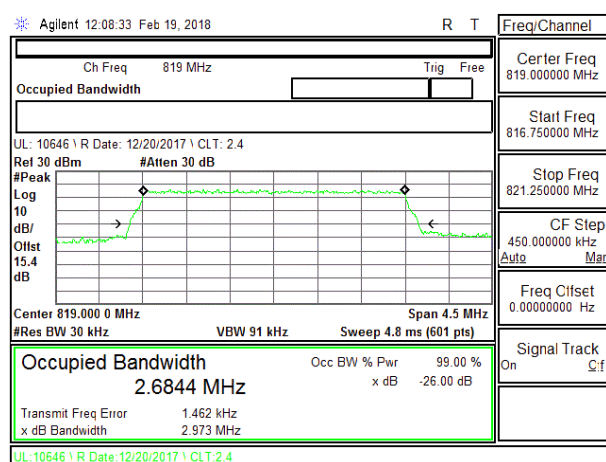 Agilent 12:08:33 Feb 19, 2018 R T
Freq/Channel
Ch Freq 819 MHz Trig Free
Occupied Bandwidth
Center Freq
819.000000 MHz
Start Freq
816.750000 MHz
Stop Freq
821.250000 MHz
CF Step
450.000000 kHz
Auto Man
Freq Offset
0.00000000 Hz
Signal Track
On Off
UL: 10646 \ R Date: 12/20/2017 \ CLT: 2.4
Ref 30 dBm #Atten 30 dB
#Peak
Log
10
dB/
Offst
15.4
dB
Center 819.000 0 MHz Span 4.5 MHz
#Res BW 30 kHz VBW 91 kHz Sweep 4.8 ms (601 pts)
Occupied Bandwidth Occ BW % Pwr 99.00 %
2.6844 MHz x dB -26.00 dB
Transmit Freq Error 1.462 kHz
x dB Bandwidth 2.973 MHz
UL:10646 \ R Date:12/20/2017 \ CLT:2.4